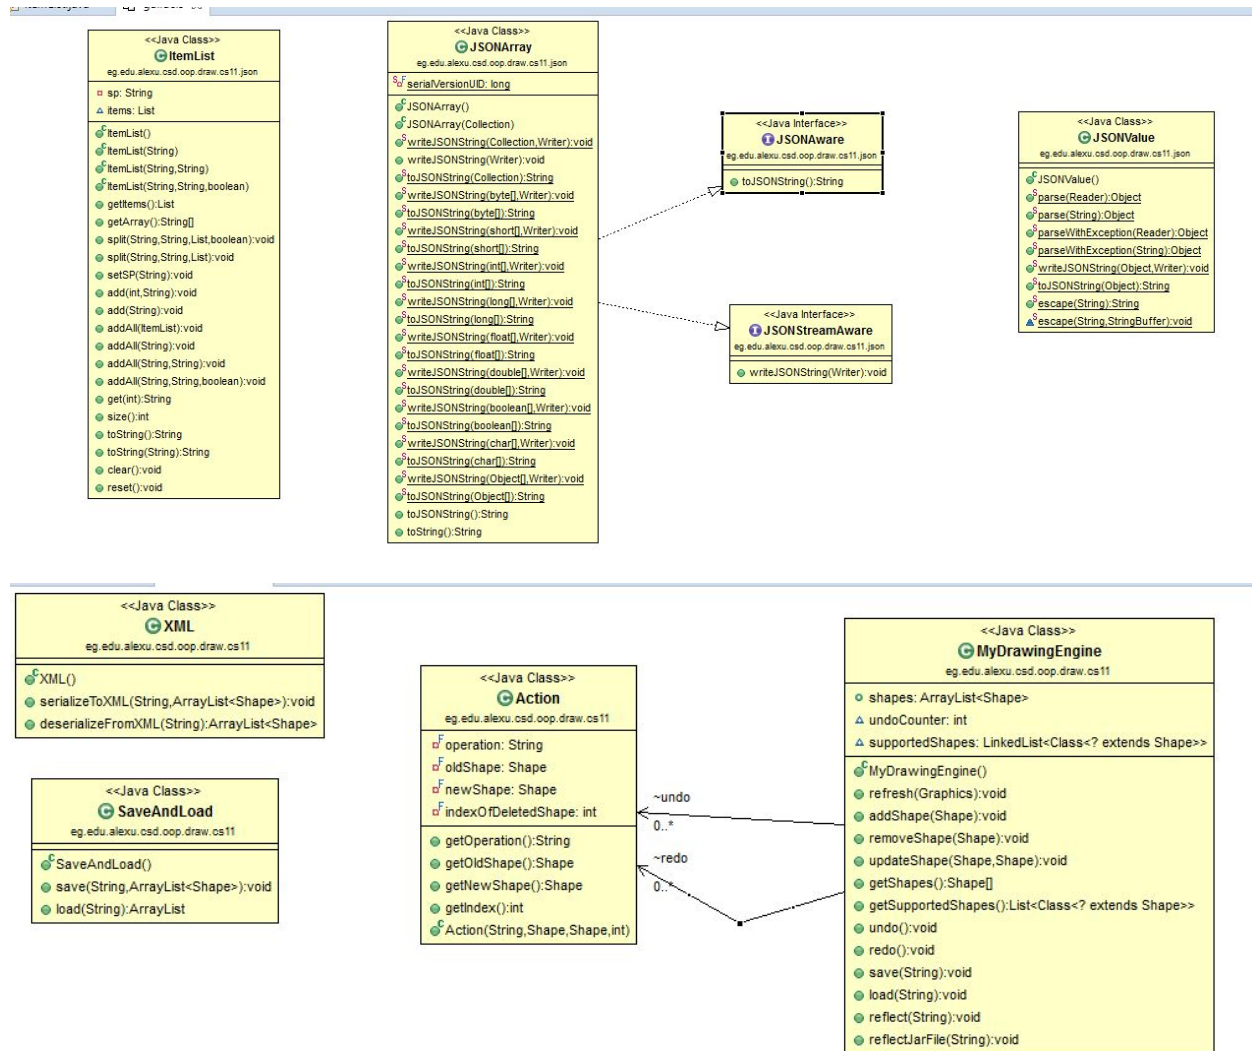 <<Java Class>>
ItemList
eg.edu.alexu.csd.oop.draw.cs11.json
sp: String
items: List
ItemList()
ItemList(String)
ItemList(String,String)
ItemList(String,String,boolean)
getItems():List
getArray():String[]
split(String,String,List,boolean):void
split(String,String,List):void
setSP(String):void
add(int,String):void
add(String):void
addAll(ItemList):void
addAll(String):void
addAll(String,String):void
addAll(String,String,boolean):void
get(int):String
size():int
toString():String
toString(String):String
clear():void
reset():void
<<Java Class>>
JSONArray
eg.edu.alexu.csd.oop.draw.cs11.json
serialVersionUID: long
JSONArray()
JSONArray(Collection)
writeJSONString(Collection,Writer):void
writeJSONString(Writer):void
toJSONString(Collection):String
writeJSONString(byte[],Writer):void
toJSONString(byte[]):String
writeJSONString(short[],Writer):void
toJSONString(short[]):String
writeJSONString(int[],Writer):void
toJSONString(int[]):String
writeJSONString(long[],Writer):void
toJSONString(long[]):String
writeJSONString(float[],Writer):void
toJSONString(float[]):String
writeJSONString(double[],Writer):void
toJSONString(double[]):String
writeJSONString(boolean[],Writer):void
toJSONString(boolean[]):String
writeJSONString(char[],Writer):void
toJSONString(char[]):String
writeJSONString(Object[],Writer):void
toJSONString(Object[]):String
toJSONString():String
toString():String
<<Java Interface>>
JSONAware
eg.edu.alexu.csd.oop.draw.cs11.json
toJSONString():String
<<Java Interface>>
JSONStreamAware
eg.edu.alexu.csd.oop.draw.cs11.json
writeJSONString(Writer):void
<<Java Class>>
JSONValue
eg.edu.alexu.csd.oop.draw.cs11.json
JSONValue()
parse(Reader):Object
parse(String):Object
parseWithException(Reader):Object
parseWithException(String):Object
writeJSONString(Object,Writer):void
toJSONString(Object):String
escape(String):String
escape(String,StringBuffer):void
<<Java Class>>
XML
eg.edu.alexu.csd.oop.draw.cs11
XML()
serializeToXML(String,ArrayList<Shape>):void
deserializeFromXML(String):ArrayList<Shape>
<<Java Class>>
SaveAndLoad
eg.edu.alexu.csd.oop.draw.cs11
SaveAndLoad()
save(String,ArrayList<Shape>):void
load(String):ArrayList
<<Java Class>>
Action
eg.edu.alexu.csd.oop.draw.cs11
operation: String
oldShape: Shape
newShape: Shape
indexOfDeletedShape: int
getOperation():String
getOldShape():Shape
getNewShape():Shape
getIndex():int
Action(String,Shape,Shape,int)
~undo
0..*
~redo
0..*
<<Java Class>>
MyDrawingEngine
eg.edu.alexu.csd.oop.draw.cs11
shapes: ArrayList<Shape>
undoCounter: int
supportedShapes: LinkedList<Class<? extends Shape>>
MyDrawingEngine()
refresh(Graphics):void
addShape(Shape):void
removeShape(Shape):void
updateShape(Shape,Shape):void
getShapes():Shape[]
getSupportedShapes():List<Class<? extends Shape>>
undo():void
redo():void
save(String):void
load(String):void
reflect(String):void
reflectJarFile(String):void